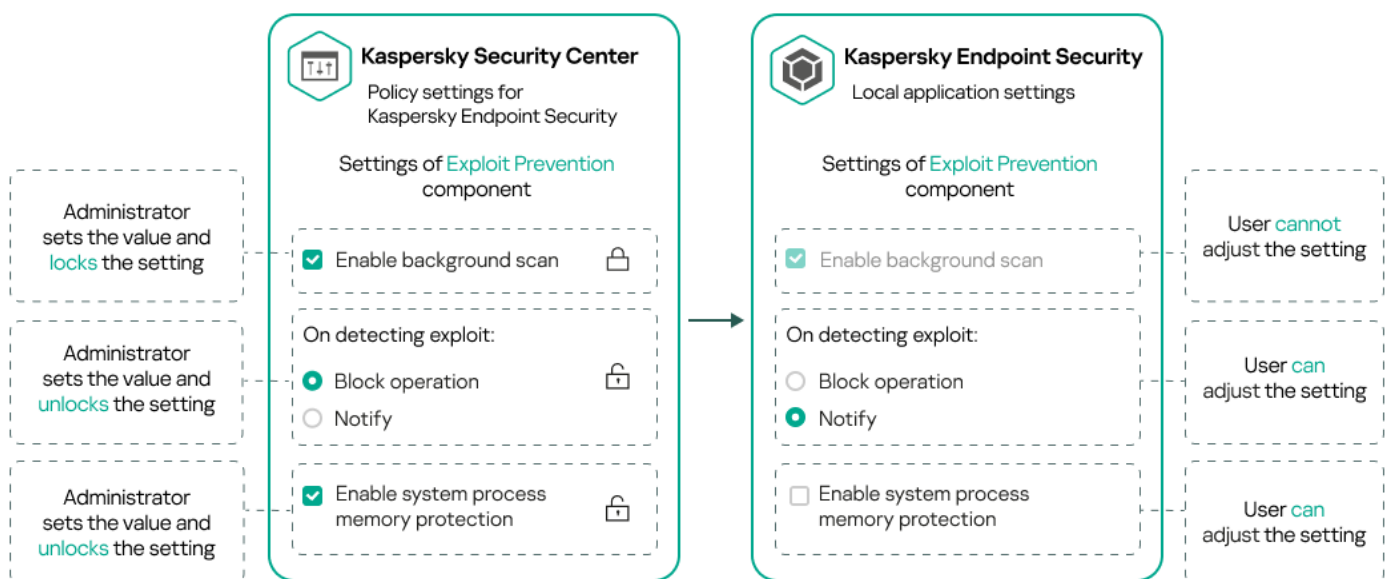 Kaspersky Security Center
Policy settings for
Kaspersky Endpoint Security
Settings of Exploit Prevention
component
Administrator
sets the value and
locks the setting
Enable background scan
Administrator
sets the value and
unlocks the setting
On detecting exploit:
Block operation
Notify
Administrator
sets the value and
unlocks the setting
Enable system process
memory protection
Kaspersky Endpoint Security
Local application settings
Settings of Exploit Prevention
component
Enable background scan
User cannot
adjust the setting
On detecting exploit:
Block operation
Notify
User can
adjust the setting
Enable system process
memory protection
User can
adjust the setting